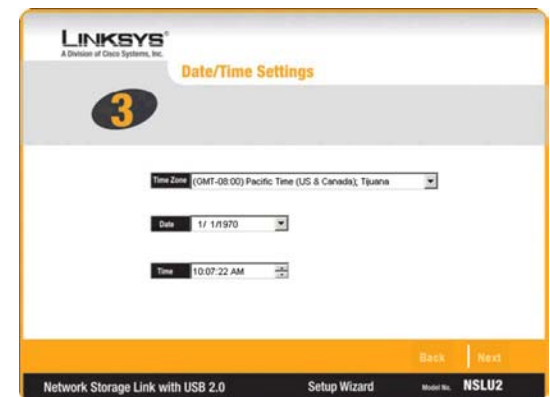 LINKSYS®
A Division of Cisco Systems, Inc.
Date/Time Settings
3
Time Zone (GMT-08:00) Pacific Time (US & Canada); Tijuana
Date 1/ 1/1970
Time 10:07:22 AM
Back Next
Network Storage Link with USB 2.0 Setup Wizard Model No. NSLU2